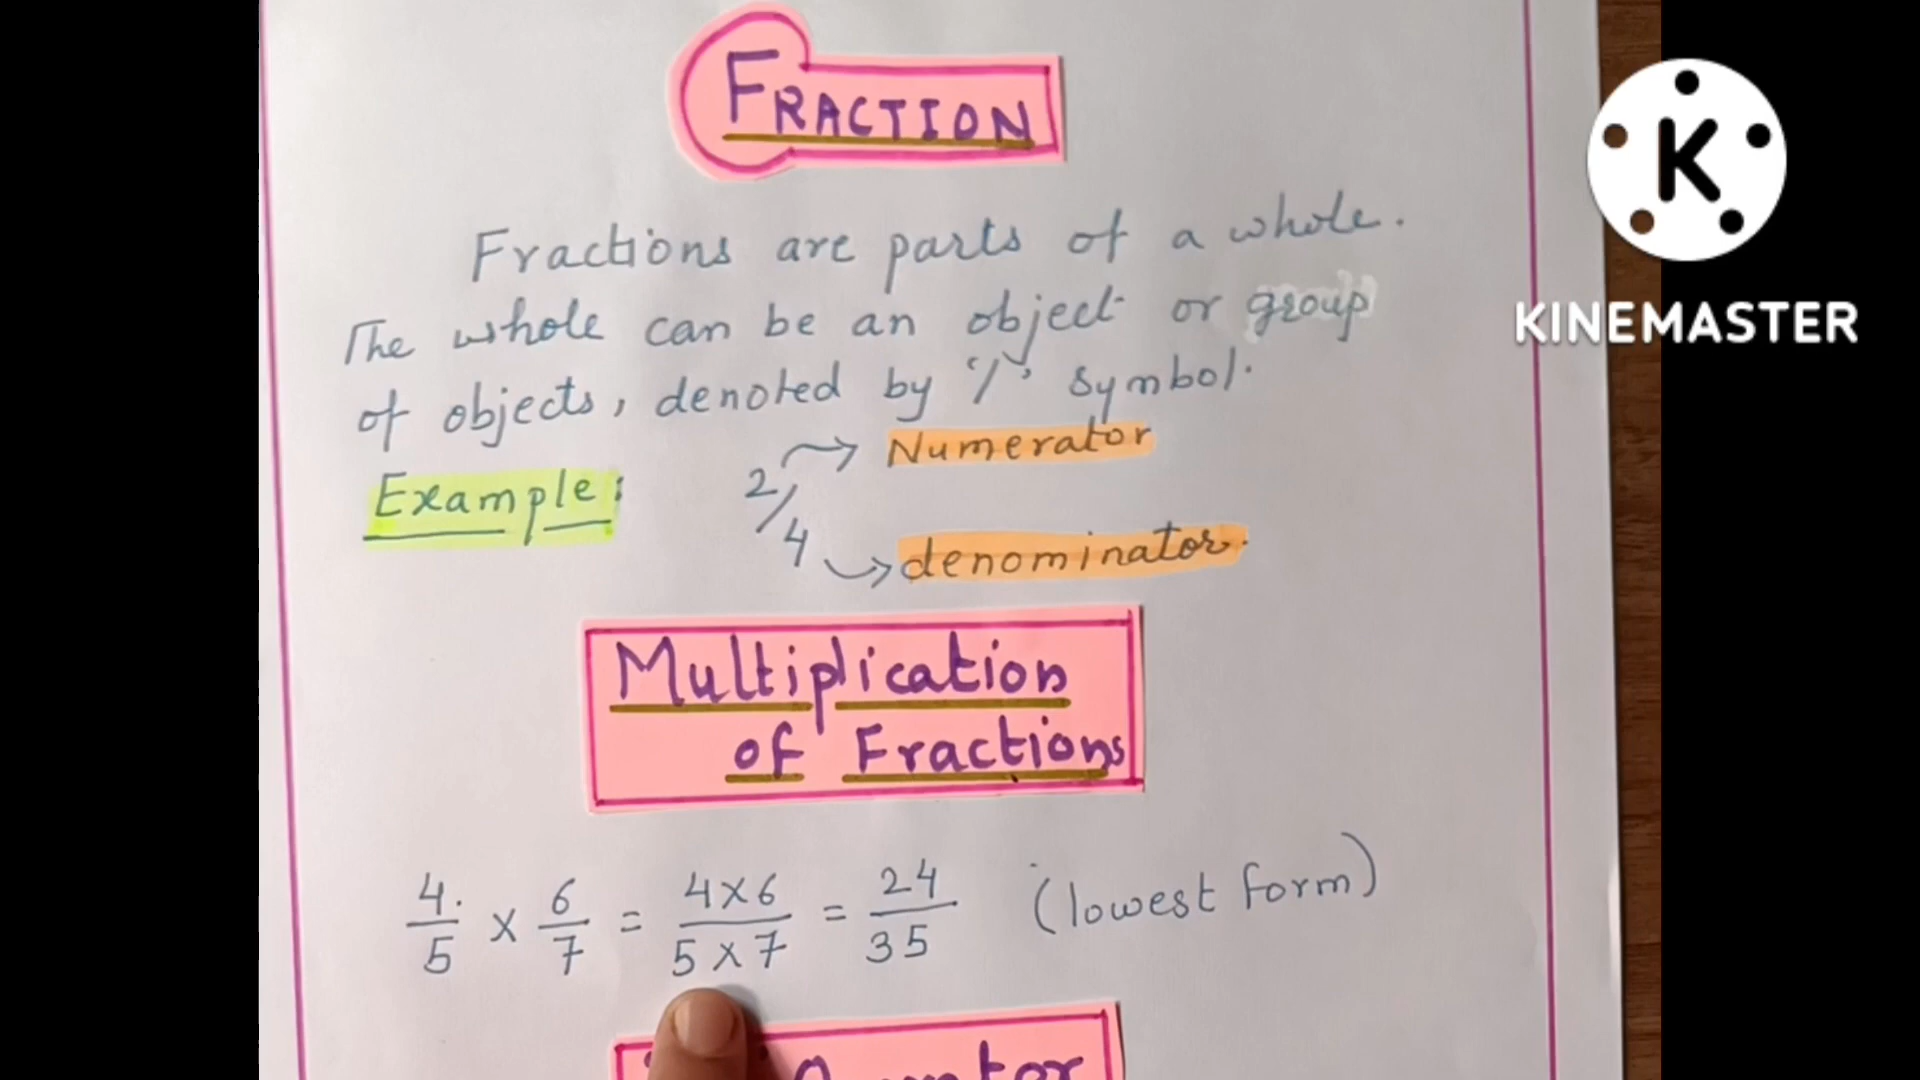 FRACTION
K
KINEMASTER
Fractions are parts of a whole.
The whole can be an object or group
of objects, denoted by '/' symbol.
Example:
2/4
Numerator
denominator.
Multiplication
of Fractions
4/5 × 6/7 = 4×6/5×7 = 24/35 (lowest form)